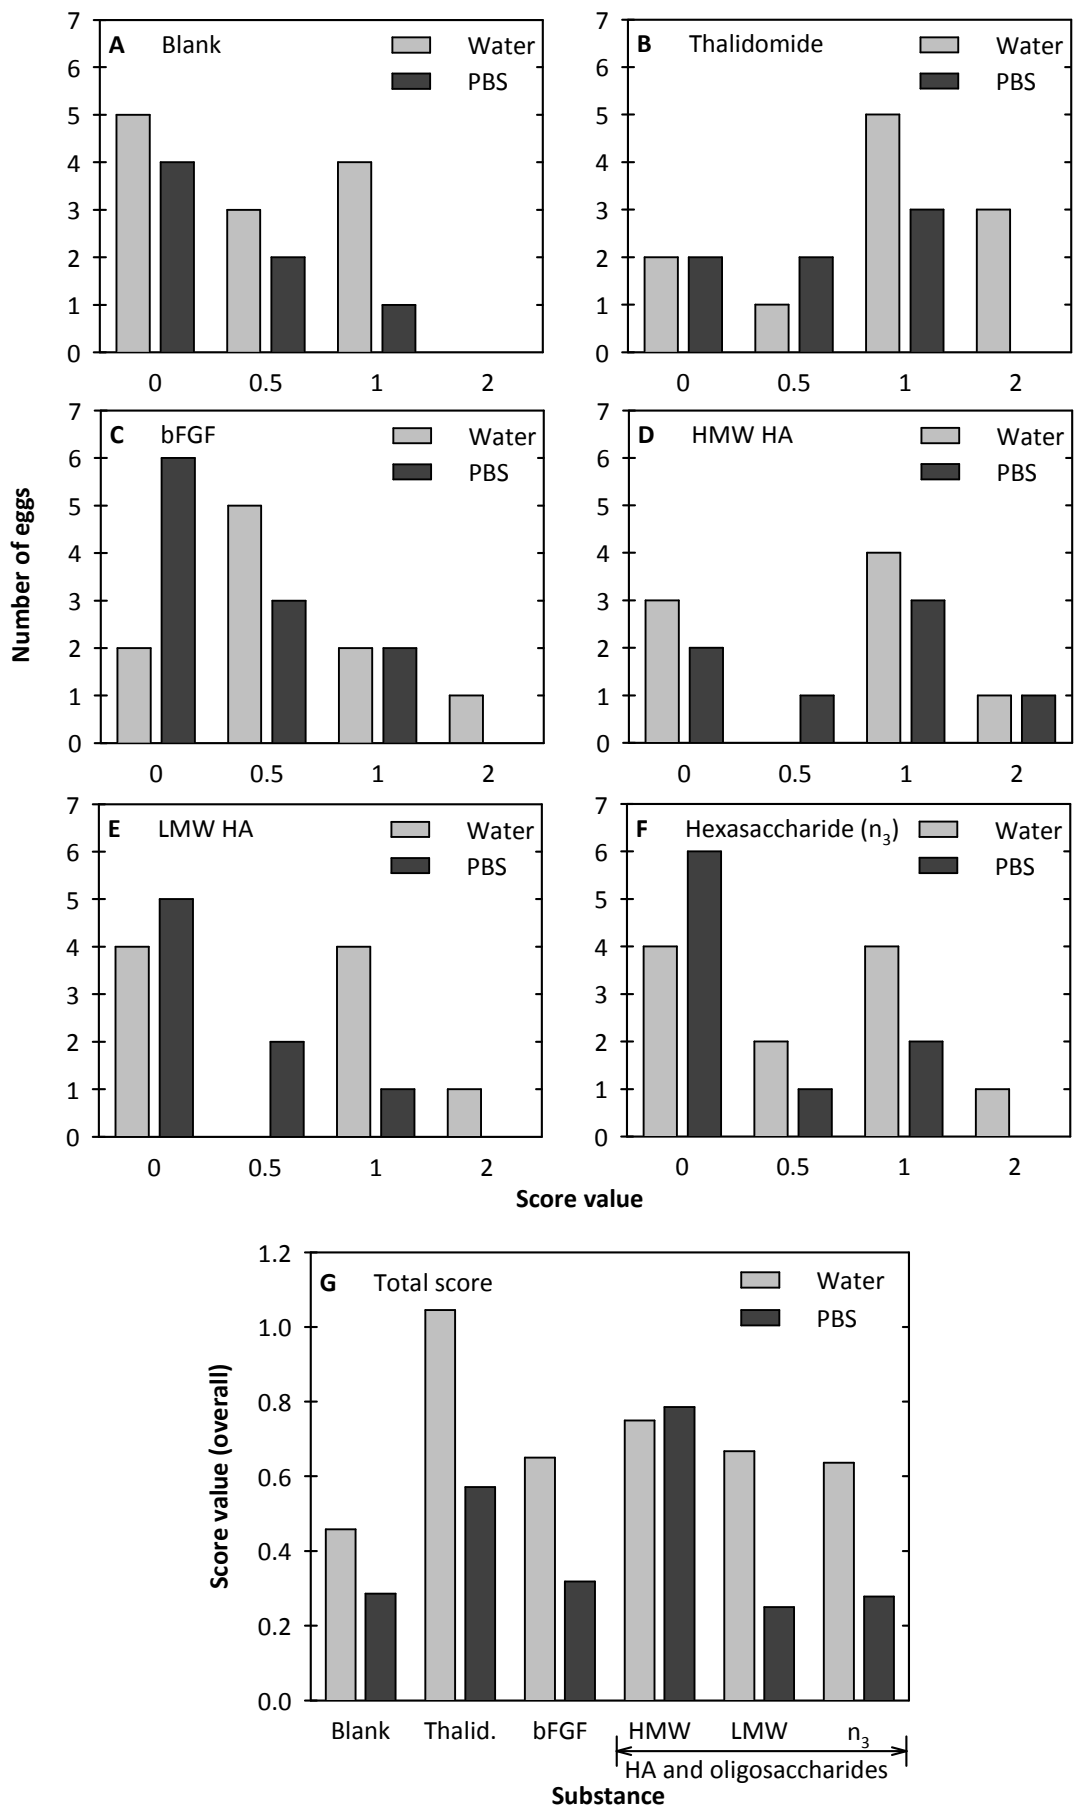 A Blank
Water
PBS
7
6
5
4
3
2
1
0
0 0.5 1 2
B Thalidomide
Water
PBS
7
6
5
4
3
2
1
0
0 0.5 1 2
C bFGF
Water
PBS
7
6
5
4
3
2
1
0
0 0.5 1 2
D HMW HA
Water
PBS
7
6
5
4
3
2
1
0
0 0.5 1 2
Number of eggs
E LMW HA
Water
PBS
7
6
5
4
3
2
1
0
0 0.5 1 2
F Hexasaccharide (n3)
Water
PBS
7
6
5
4
3
2
1
0
0 0.5 1 2
Score value
G Total score
Water
PBS
1.2
1.0
0.8
0.6
0.4
0.2
0.0
Score value (overall)
Blank Thalid. bFGF HMW LMW n3
HA and oligosaccharides
Substance